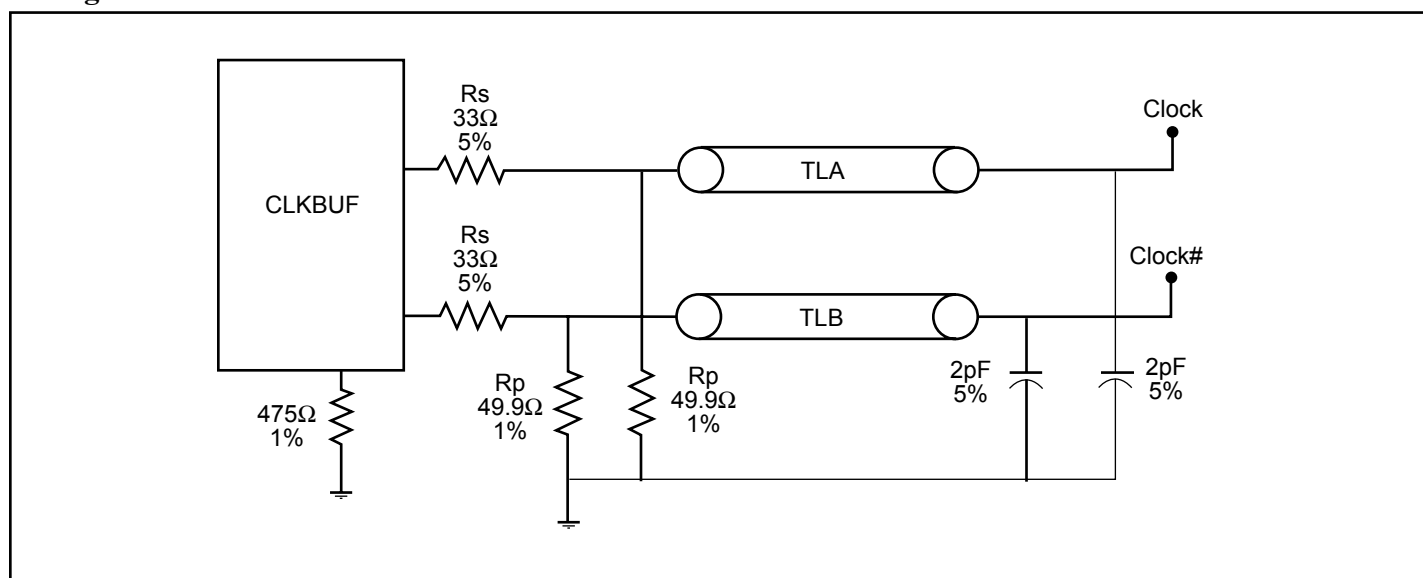 Rs
33Ω
5%
Clock
TLA
CLKBUF
Rs
33Ω
5%
Clock#
TLB
2pF
5%
2pF
5%
Rp
49.9Ω
1%
Rp
49.9Ω
1%
475Ω
1%